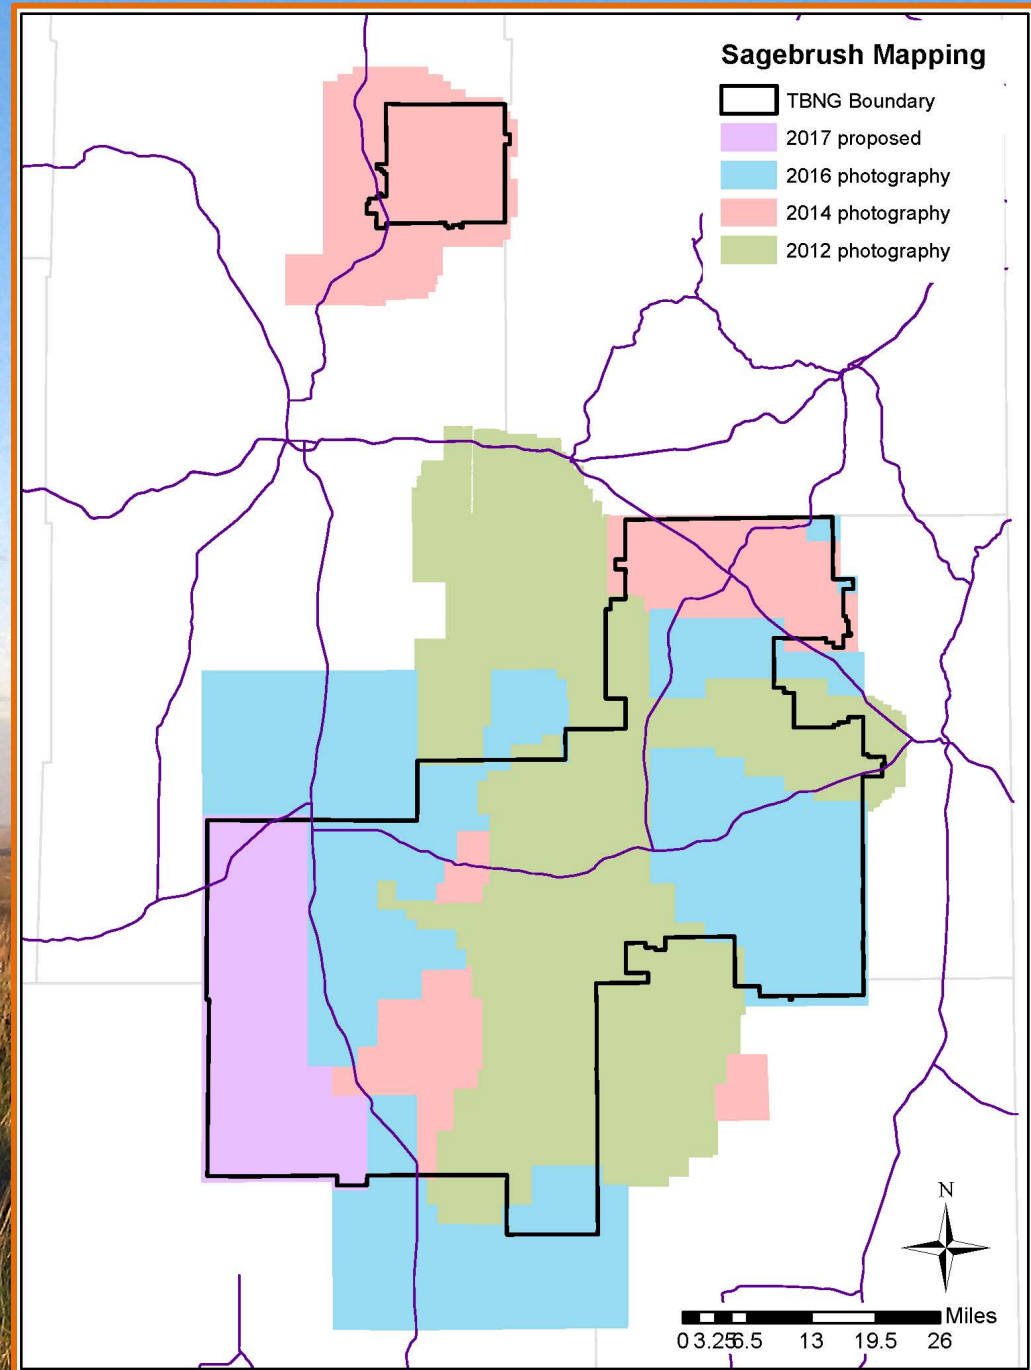 Sagebrush Mapping
TBNG Boundary
2017 proposed
2016 photography
2014 photography
2012 photography
N
Miles
0 3.25 6.5 13 19.5 26